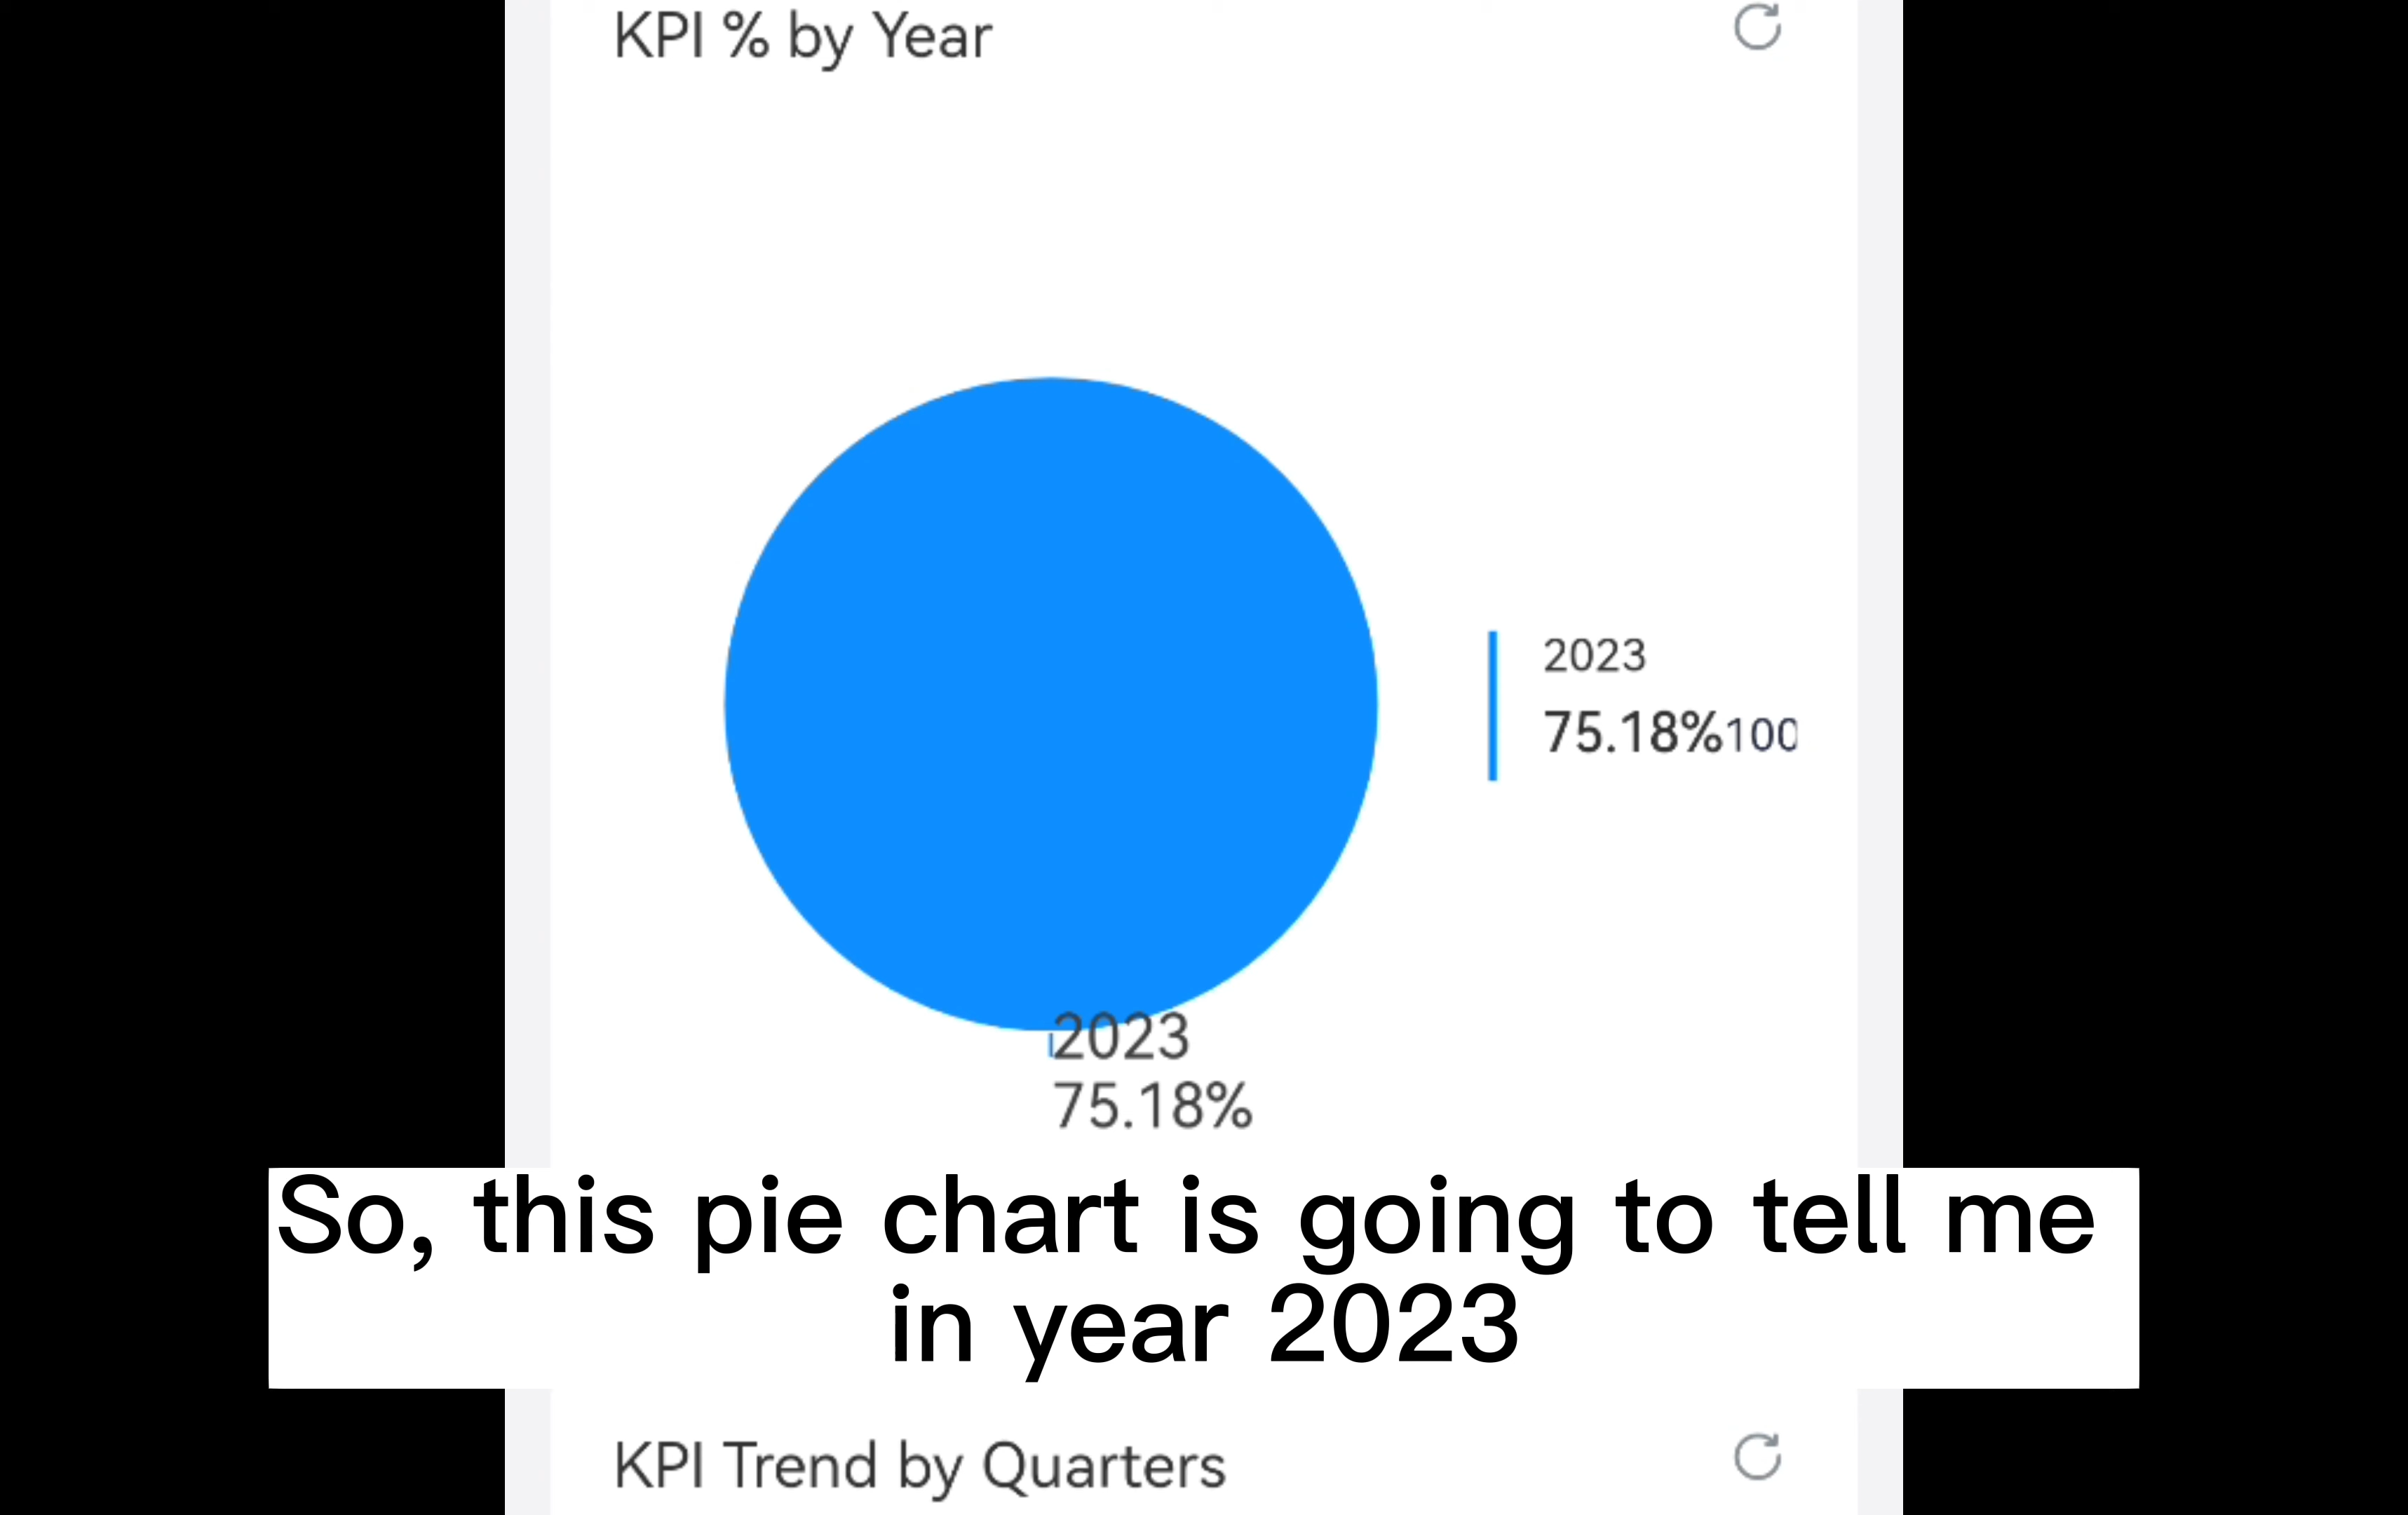 KPI % by Year
2023
75.18%100
2023
75.18%
So, this pie chart is going to tell me
in year 2023
KPI Trend by Quarters